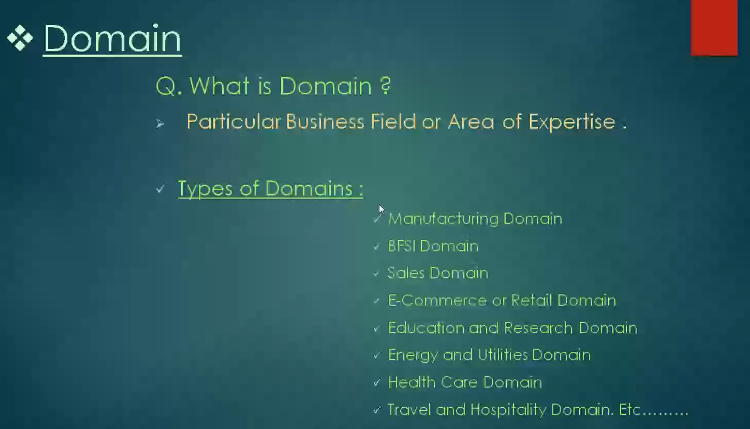 Domain
Q. What is Domain ?
Particular Business Field or Area of Expertise .
Types of Domains :
Manufacturing Domain
BFSI Domain
Sales Domain
E-Commerce or Retail Domain
Education and Research Domain
Energy and Utilities Domain
Health Care Domain
Travel and Hospitality Domain. Etc………